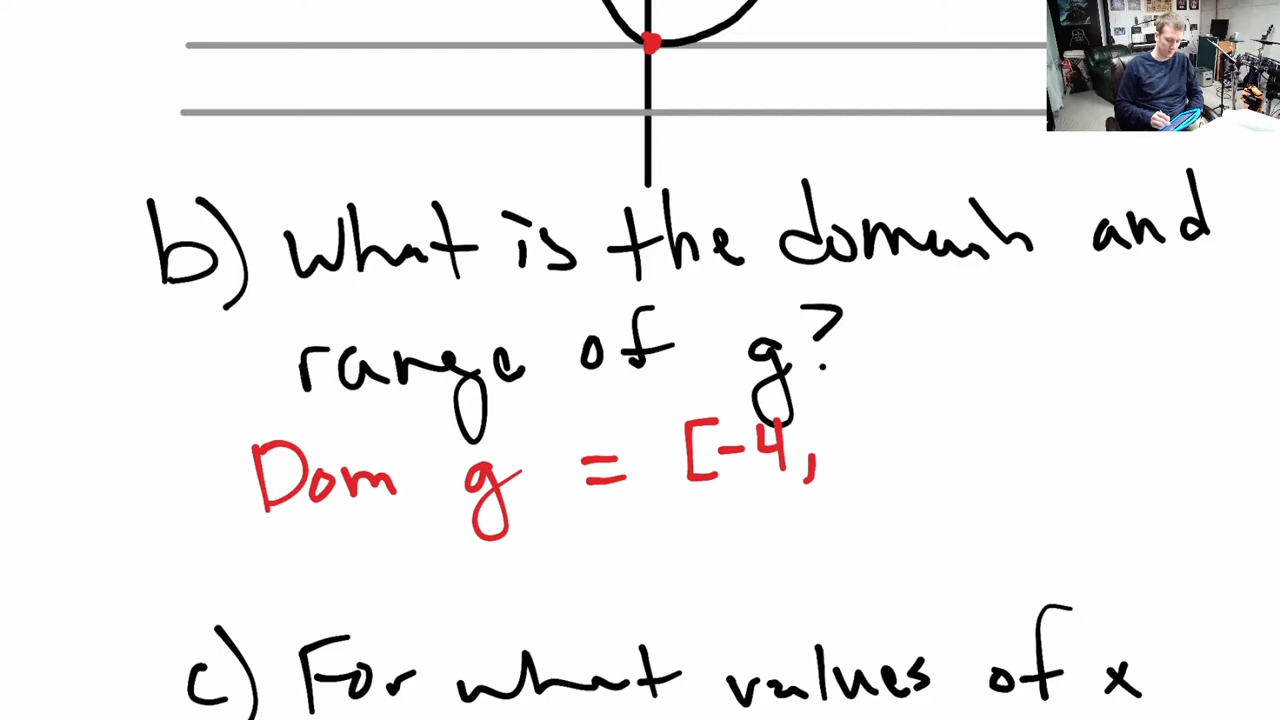 b) What is the domain and
range of g?
Dom g = [-4,
c) For what values of x